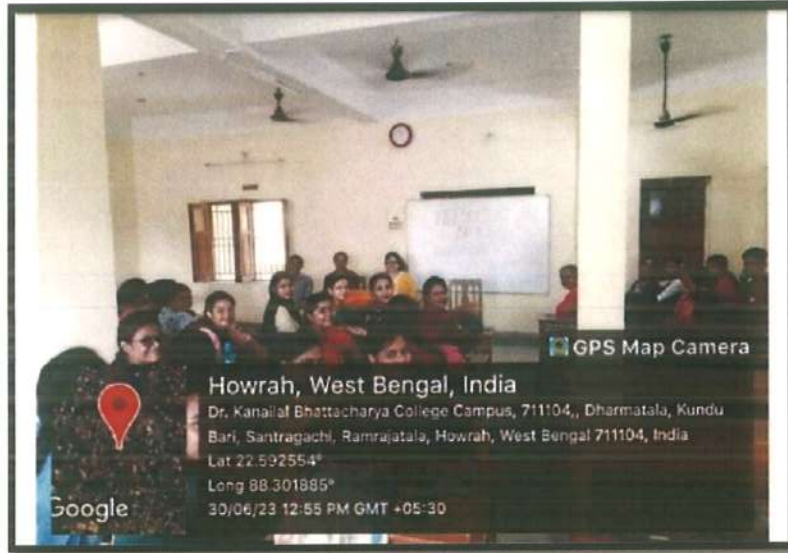 GPS Map Camera
Howrah, West Bengal, India
Dr. Kanailal Bhattacharya College Campus, 711104,, Dharmatala, Kundu
Bari, Santragachi, Ramrajatala, Howrah, West Bengal 711104, India
Lat 22.592554°
Long 88.301885°
30/06/23 12:55 PM GMT +05:30
Google